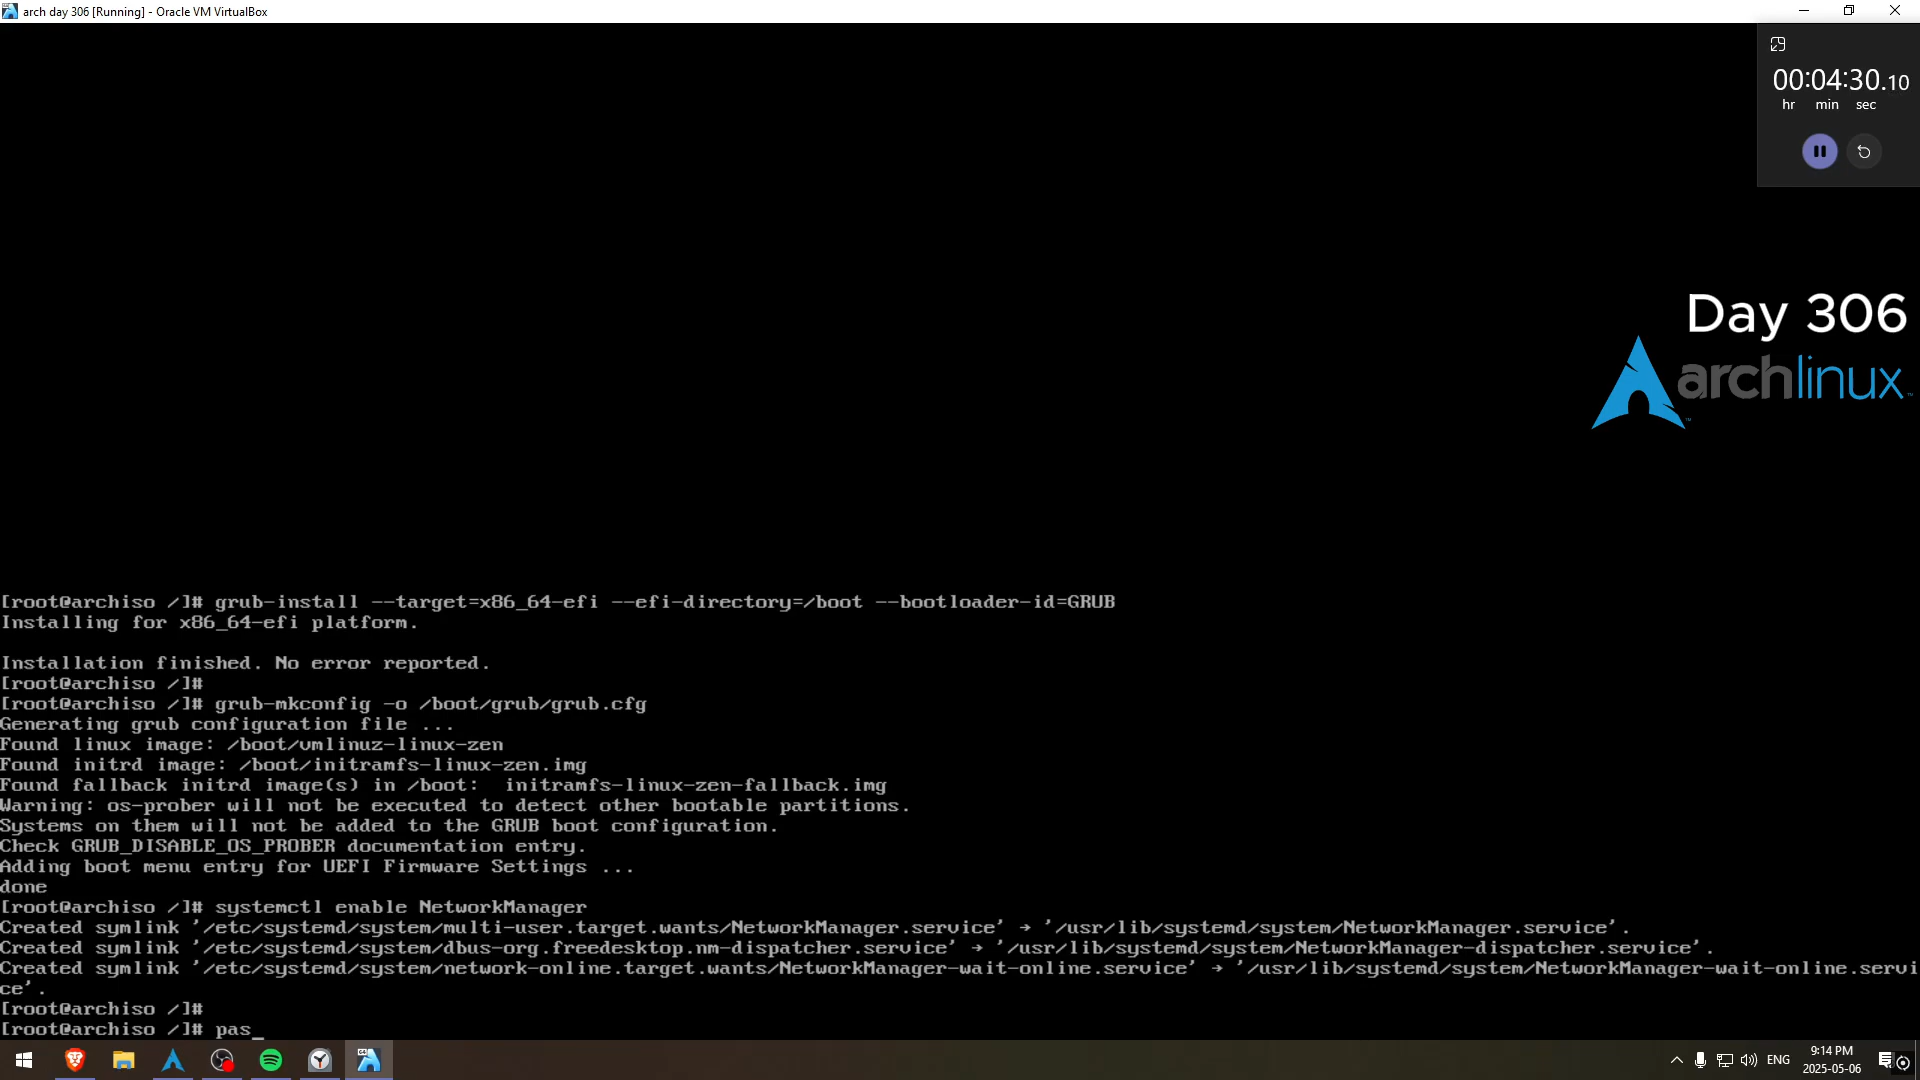 arch day 306 [Running] - Oracle VM VirtualBox
00:04:30.10
hr min sec
Day 306
archlinux
[root@archiso /]# grub-install --target=x86_64-efi --efi-directory=/boot --bootloader-id=GRUB
Installing for x86_64-efi platform.
Installation finished. No error reported.
[root@archiso /]#
[root@archiso /]# grub-mkconfig -o /boot/grub/grub.cfg
Generating grub configuration file ...
Found linux image: /boot/vmlinuz-linux-zen
Found initrd image: /boot/initramfs-linux-zen.img
Found fallback initrd image(s) in /boot:  initramfs-linux-zen-fallback.img
Warning: os-prober will not be executed to detect other bootable partitions.
Systems on them will not be added to the GRUB boot configuration.
Check GRUB_DISABLE_OS_PROBER documentation entry.
Adding boot menu entry for UEFI Firmware Settings ...
done
[root@archiso /]# systemctl enable NetworkManager
Created symlink '/etc/systemd/system/multi-user.target.wants/NetworkManager.service' → '/usr/lib/systemd/system/NetworkManager.service'.
Created symlink '/etc/systemd/system/dbus-org.freedesktop.nm-dispatcher.service' → '/usr/lib/systemd/system/NetworkManager-dispatcher.service'.
Created symlink '/etc/systemd/system/network-online.target.wants/NetworkManager-wait-online.service' → '/usr/lib/systemd/system/NetworkManager-wait-online.servi
ce'.
[root@archiso /]#
[root@archiso /]# pas_
ENG
9:14 PM
2025-05-06